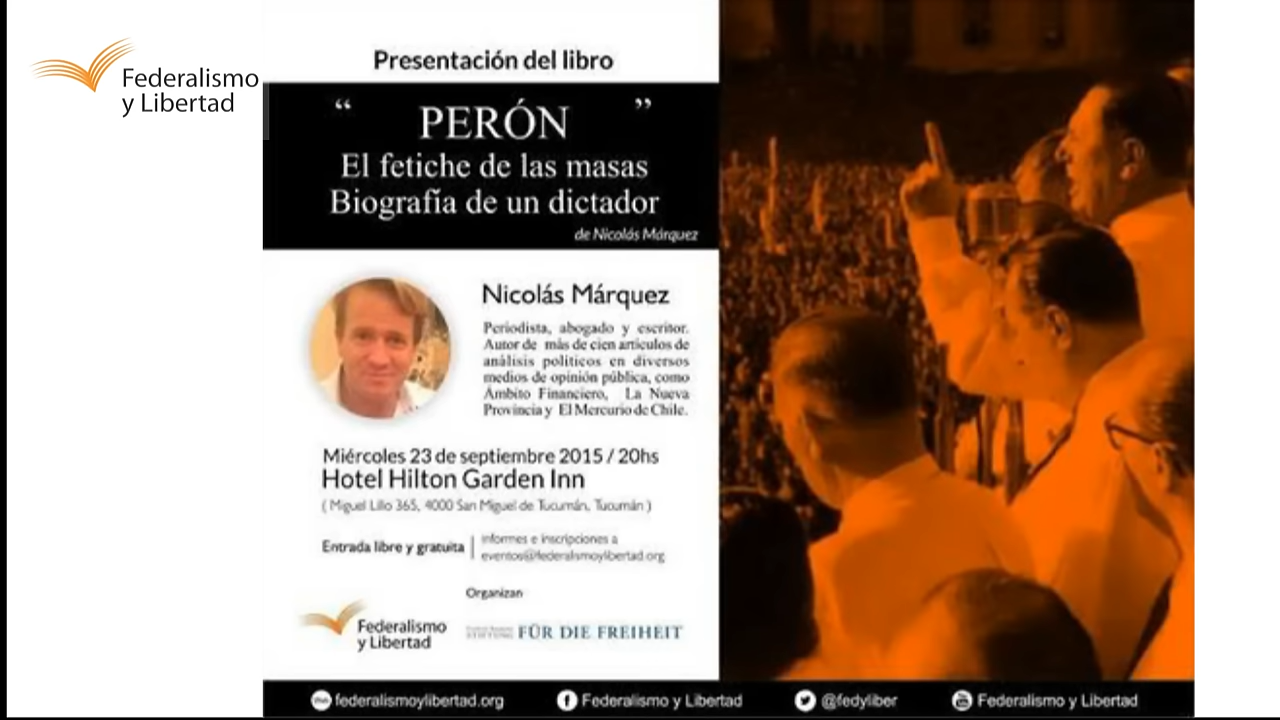 Federalismo
y Libertad
Presentación del libro
“ PERÓN ”
El fetiche de las masas
Biografía de un dictador
de Nicolás Márquez
Nicolás Márquez
Periodista, abogado y escritor.
Autor de más de cien artículos de
análisis políticos en diversos
medios de opinión pública, como
Ámbito Financiero, La Nueva
Provincia y El Mercurio de Chile.
Miércoles 23 de septiembre 2015 / 20hs
Hotel Hilton Garden Inn
( Miguel Lillo 365, 4000 San Miguel de Tucumán, Tucumán )
Entrada libre y gratuita
informes e inscripciones a
eventos@federalismoylibertad.org
Organizan
Federalismo
y Libertad
STIFTUNG FÜR DIE FREIHEIT
federalismoylibertad.org
Federalismo y Libertad
@fedyliber
Federalismo y Libertad